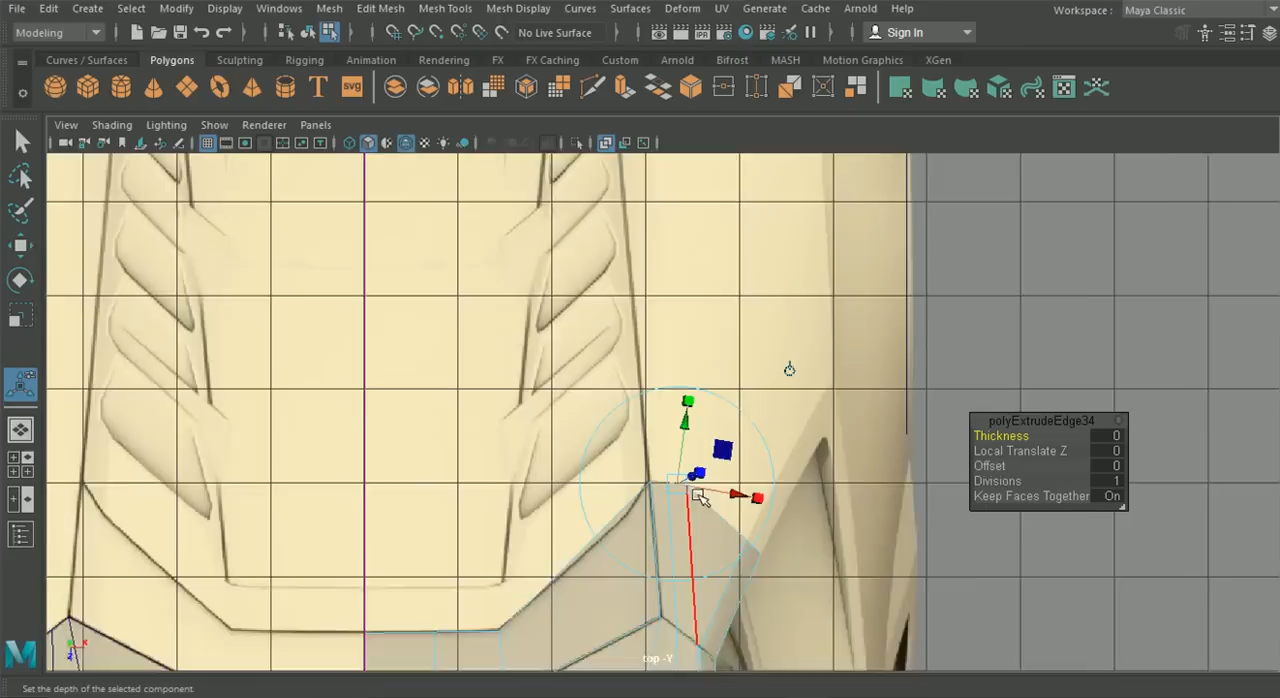 File Edit Create Select Modify Display Windows Mesh Edit Mesh Mesh Tools Mesh Display Curves Surfaces Deform UV Generate Cache Arnold Help Workspace : Maya Classic
Modeling No Live Surface Sign In
Curves / Surfaces Polygons Sculpting Rigging Animation Rendering FX FX Caching Custom Arnold Bifrost MASH Motion Graphics XGen
T svg
View Shading Lighting Show Renderer Panels
polyExtrudeEdge34
Thickness 0
Local Translate Z 0
Offset 0
Divisions 1
Keep Faces Together On
top -Y
Set the depth of the selected component.